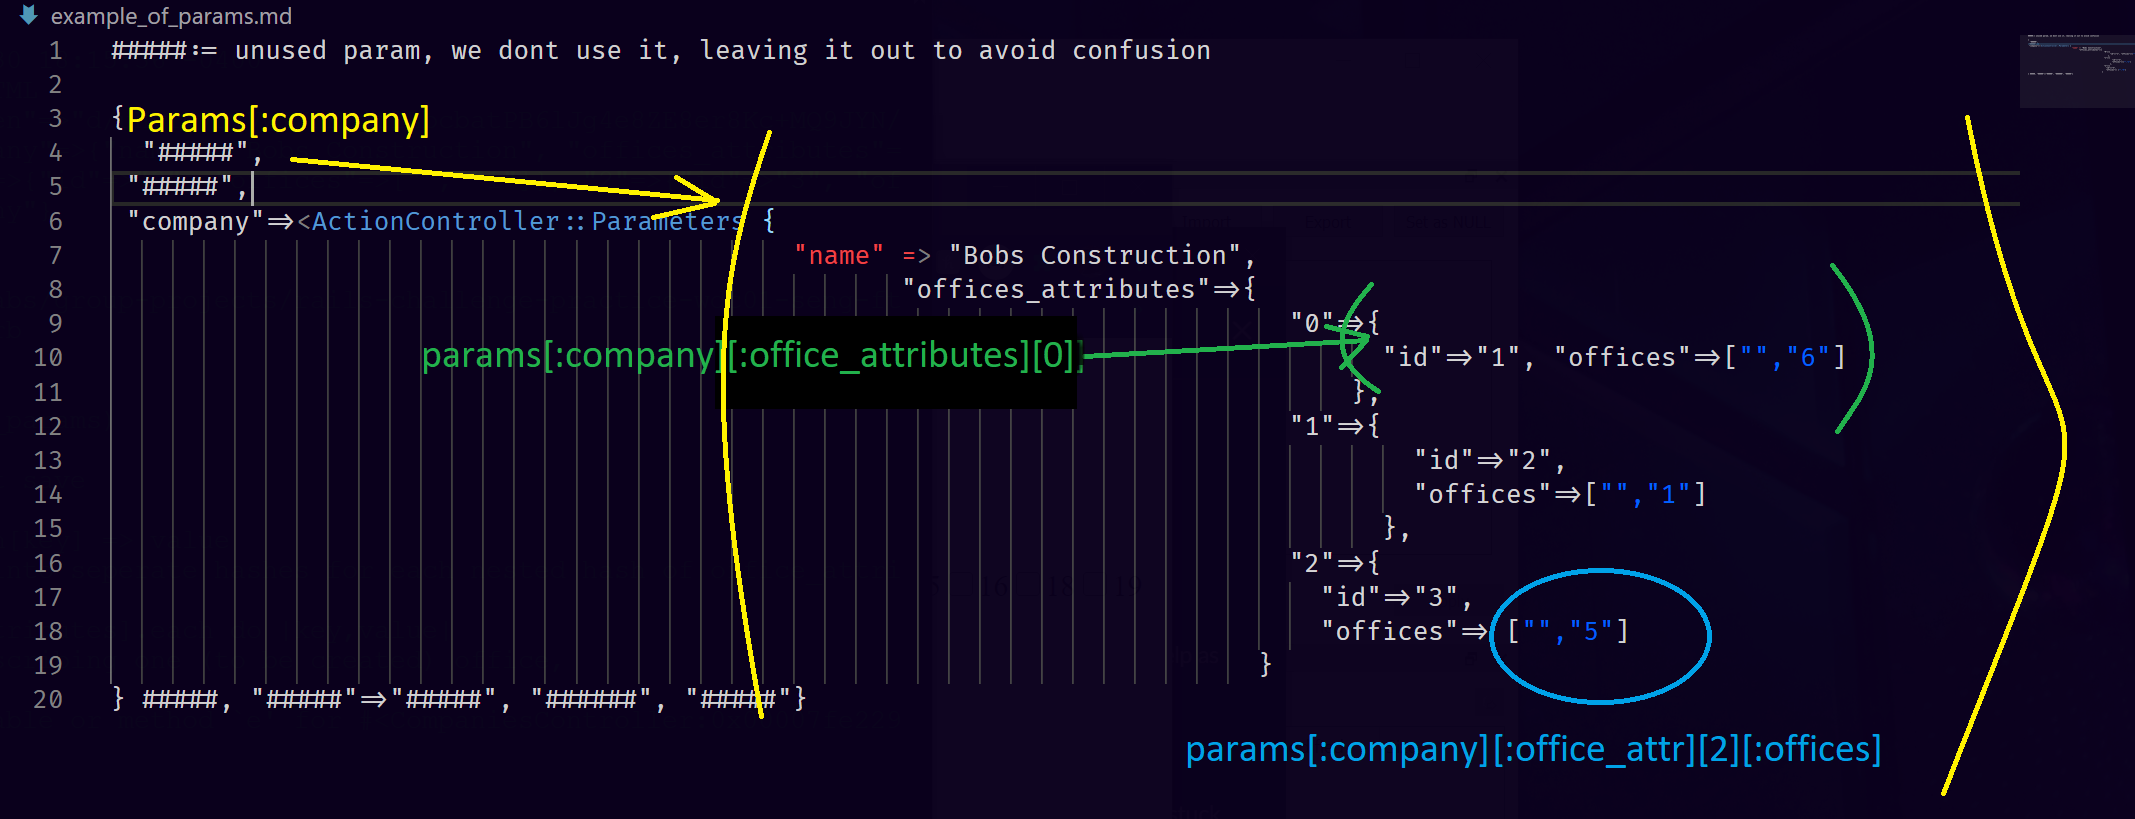 example_of_params.md
1 #####:= unused param, we dont use it, leaving it out to avoid confusion
2
3 {Params[:company]
4 "#####",
5 "#####",
6 "company"=><ActionController::Parameters {
7 "name" => "Bobs Construction",
8 "offices_attributes"=>{
9 "0"=>{
10 params[:company][:office_attributes][0]] "id"=>"1", "offices"=>["","6"]
11 },
12 "1"=>{
13 "id"=>"2",
14 "offices"=>["","1"]
15 },
16 "2"=>{
17 "id"=>"3",
18 "offices"=> ["","5"]
19 }
20 } #####, "#####"=>"#####", "######", "#####"}
params[:company][:office_attr][2][:offices]